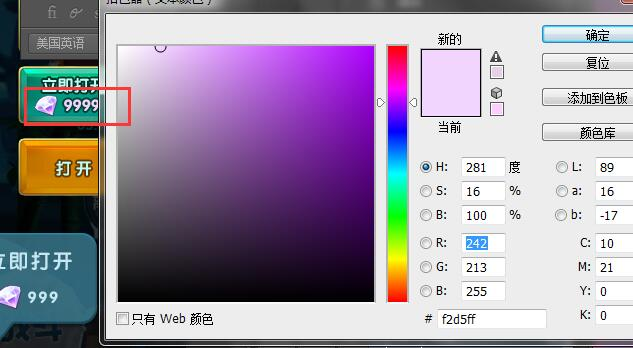 拾色器（文本颜色）
美国英语
立即打开
9999
打开
立即打开
999
新的
当前
确定
复位
添加到色板
颜色库
H: 281 度
S: 16 %
B: 100 %
R: 242
G: 213
B: 255
L: 89
a: 16
b: -17
C: 10
M: 21
Y: 0
K: 0
只有 Web 颜色
# f2d5ff